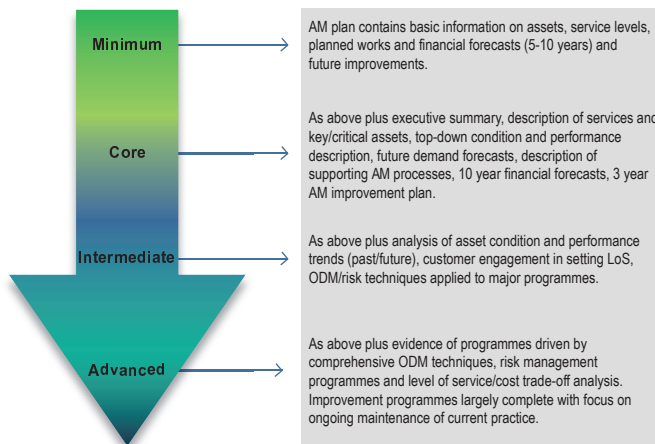 Minimum
AM plan contains basic information on assets, service levels,
planned works and financial forecasts (5-10 years) and
future improvements.
Core
As above plus executive summary, description of services and
key/critical assets, top-down condition and performance
description, future demand forecasts, description of
supporting AM processes, 10 year financial forecasts, 3 year
AM improvement plan.
Intermediate
As above plus analysis of asset condition and performance
trends (past/future), customer engagement in setting LoS,
ODM/risk techniques applied to major programmes.
Advanced
As above plus evidence of programmes driven by
comprehensive ODM techniques, risk management
programmes and level of service/cost trade-off analysis.
Improvement programmes largely complete with focus on
ongoing maintenance of current practice.